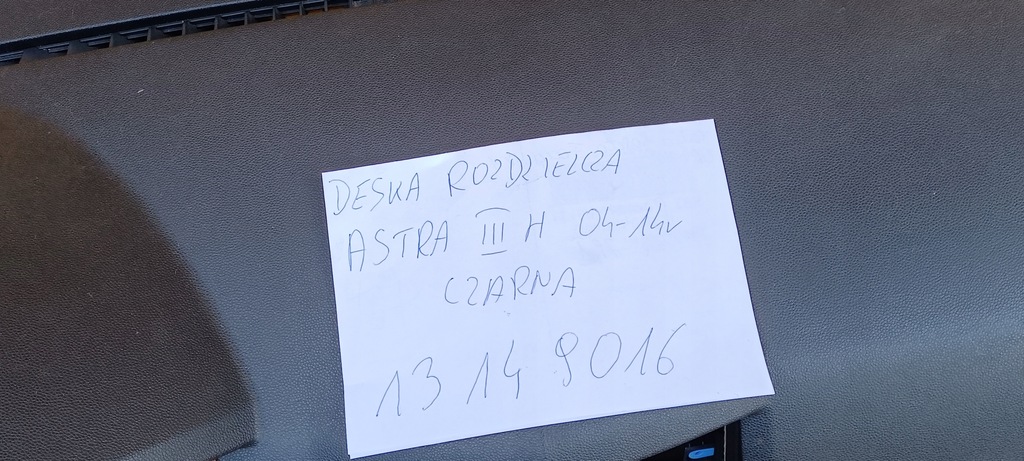 DESKA ROZDZIELCZA
ASTRA III H 04-14r
CZARNA
13 14 9016